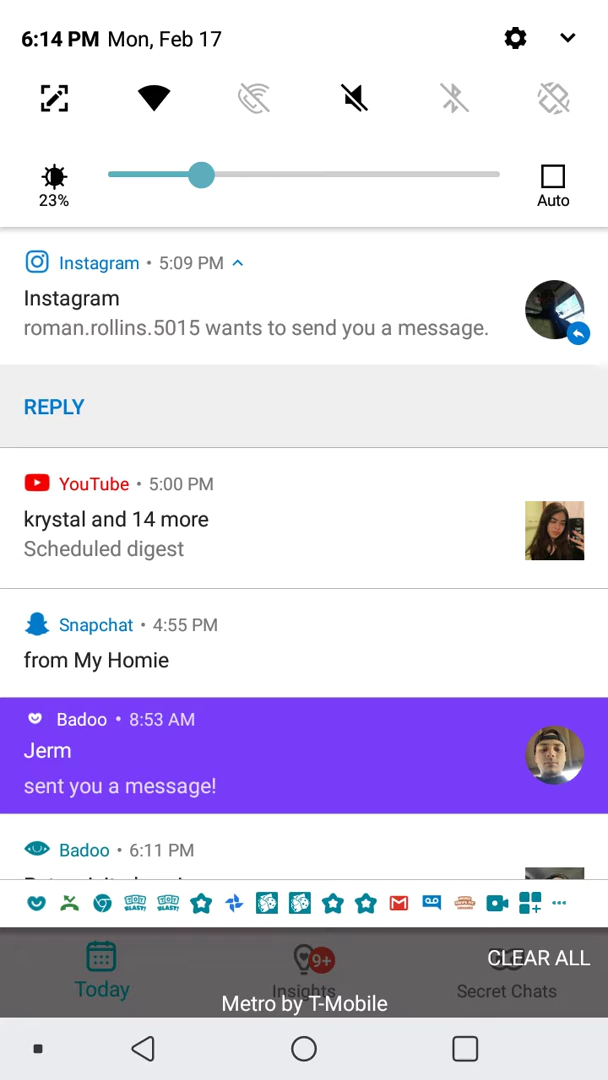 6:14 PM Mon, Feb 17
23%
Auto
Instagram • 5:09 PM
Instagram
roman.rollins.5015 wants to send you a message.
REPLY
YouTube • 5:00 PM
krystal and 14 more
Scheduled digest
Snapchat • 4:55 PM
from My Homie
Badoo • 8:53 AM
Jerm
sent you a message!
Badoo • 6:11 PM
9+
CLEAR ALL
Today
Insights
Secret Chats
Metro by T-Mobile